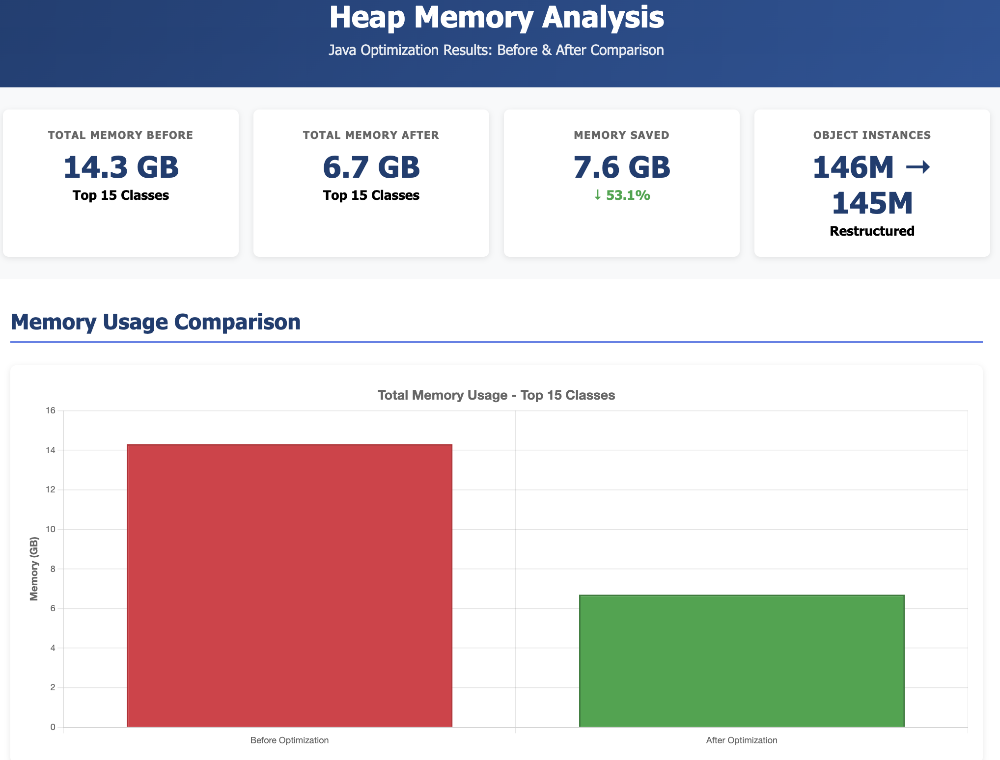 Heap Memory Analysis
Java Optimization Results: Before & After Comparison
TOTAL MEMORY BEFORE
14.3 GB
Top 15 Classes
TOTAL MEMORY AFTER
6.7 GB
Top 15 Classes
MEMORY SAVED
7.6 GB
↓ 53.1%
OBJECT INSTANCES
146M →
145M
Restructured
Memory Usage Comparison
Total Memory Usage - Top 15 Classes
Memory (GB)
16
14
12
10
8
6
4
2
0
Before Optimization
After Optimization